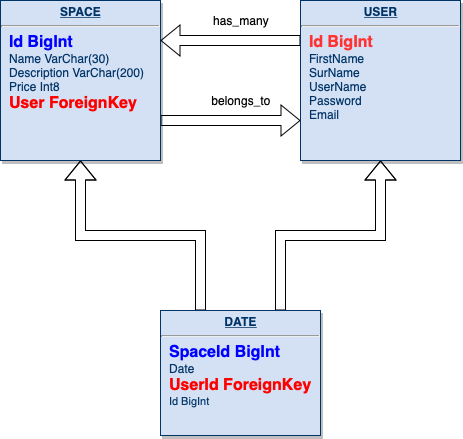 SPACE
Id BigInt
Name VarChar(30)
Description VarChar(200)
Price Int8
User ForeignKey
has_many
belongs_to
USER
Id BigInt
FirstName
SurName
UserName
Password
Email
DATE
SpaceId BigInt
Date
UserId ForeignKey
Id BigInt